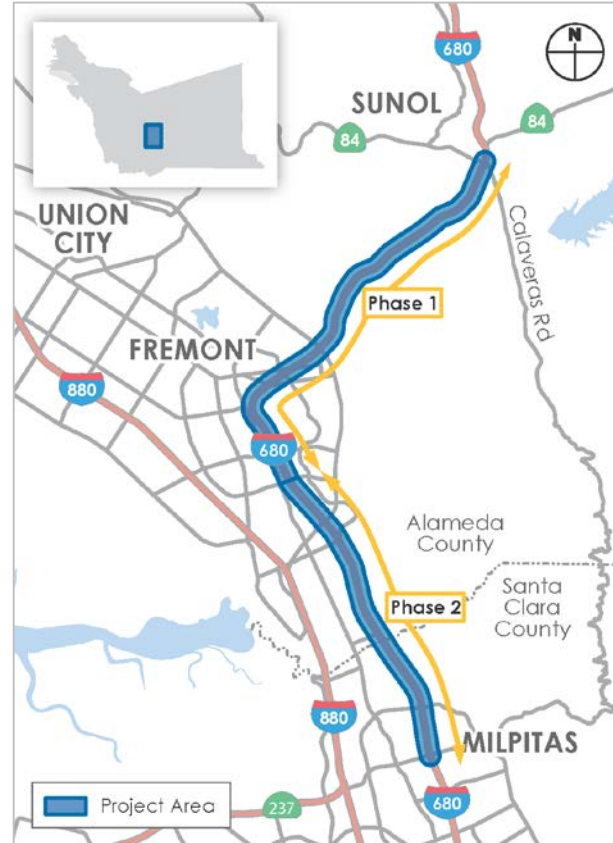 680
N
SUNOL
84
84
UNION
CITY
Calaveras Rd
Phase 1
FREMONT
880
680
Alameda
County
Santa
Clara
County
Phase 2
880
MILPITAS
Project Area
237
680